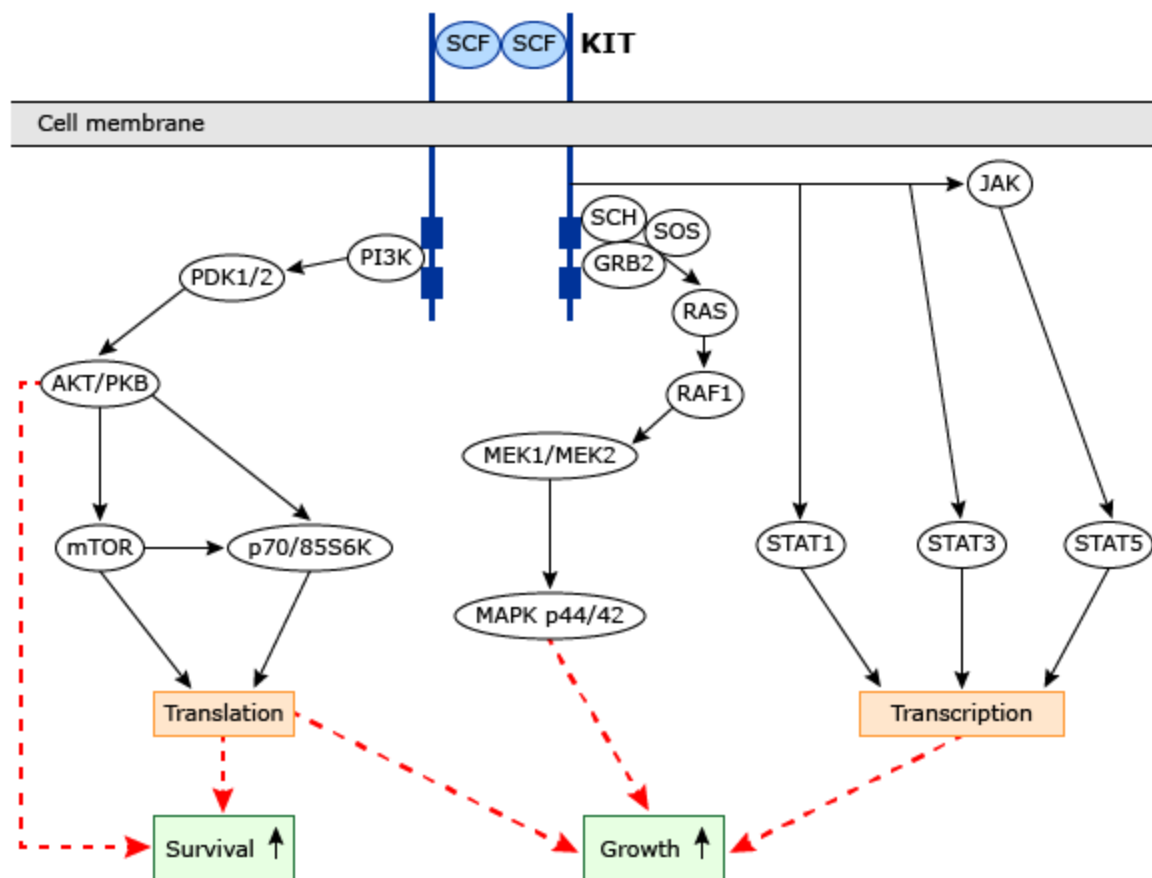 SCF SCF KIT
Cell membrane
JAK
SCH
SOS
PI3K
GRB2
PDK1/2
RAS
AKT/PKB
RAF1
MEK1/MEK2
mTOR
p70/85S6K
STAT1
STAT3
STAT5
MAPK p44/42
Translation
Transcription
Survival
Growth